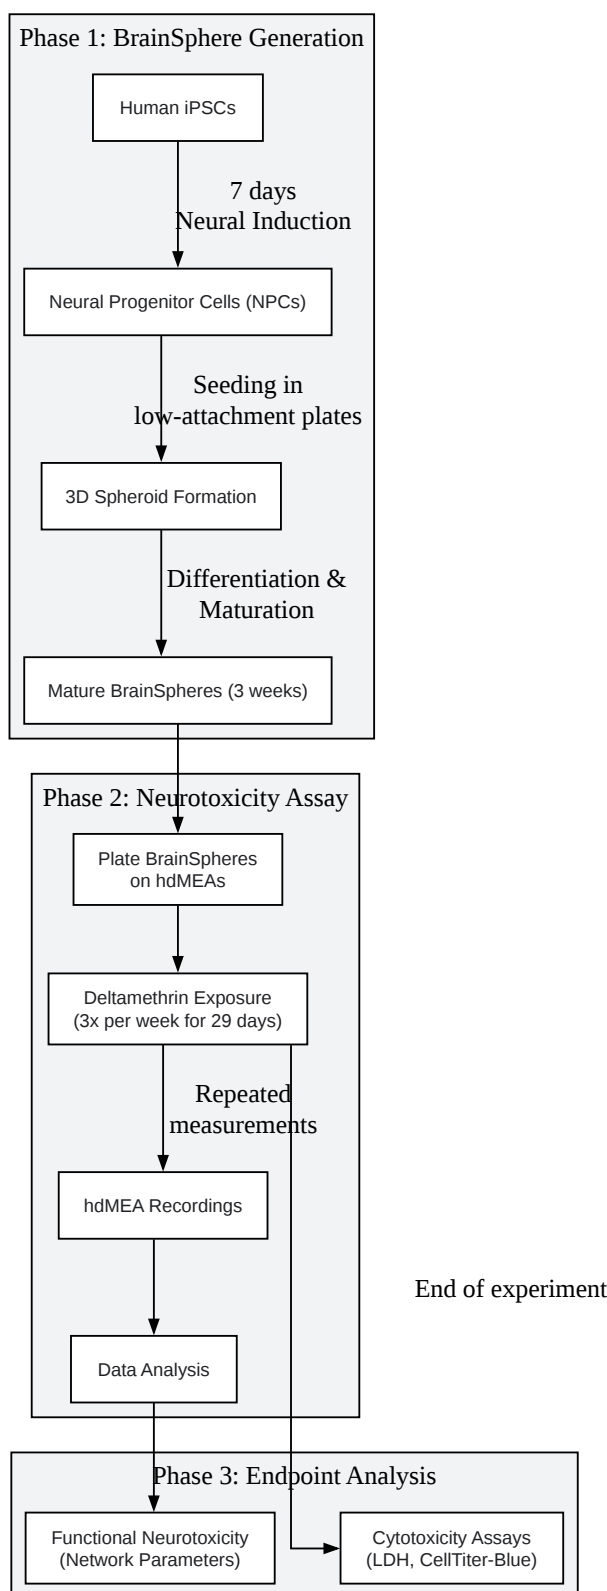 Phase 1: BrainSphere Generation
Human iPSCs
7 days
Neural Induction
Neural Progenitor Cells (NPCs)
Seeding in
low-attachment plates
3D Spheroid Formation
Differentiation &
Maturation
Mature BrainSpheres (3 weeks)
Phase 2: Neurotoxicity Assay
Plate BrainSpheres
on hdMEAs
Deltamethrin Exposure
(3x per week for 29 days)
Repeated
measurements
hdMEA Recordings
End of experiment
Data Analysis
Phase 3: Endpoint Analysis
Functional Neurotoxicity
(Network Parameters)
Cytotoxicity Assays
(LDH, CellTiter-Blue)